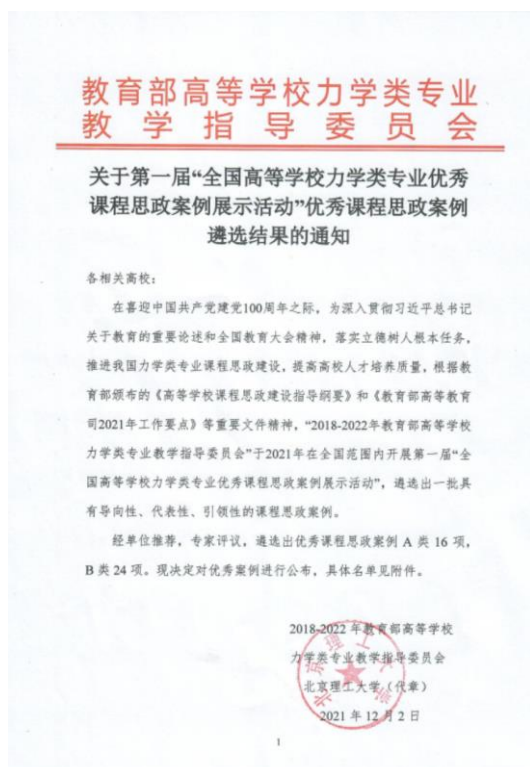 教育部高等学校力学类专业
教学指导委员会
关于第一届“全国高等学校力学类专业优秀
课程思政案例展示活动”优秀课程思政案例
遴选结果的通知
各相关高校：
在喜迎中国共产党建党100周年之际，为深入贯彻习近平总书记
关于教育的重要论述和全国教育大会精神，落实立德树人根本任务，
推进我国力学类专业课程思政建设，提高高校人才培养质量，根据教
育部颁布的《高等学校课程思政建设指导纲要》和《教育部高等教育
司2021年工作要点》等重要文件精神，“2018-2022年教育部高等学校
力学类专业教学指导委员会”于2021年在全国范围内开展第一届“全
国高等学校力学类专业优秀课程思政案例展示活动”，遴选出一批具
有导向性、代表性、引领性的课程思政案例。
经单位推荐，专家评议，遴选出优秀课程思政案例 A 类 16 项，
B 类 24 项。现决定对优秀案例进行公布，具体名单见附件。
2018-2022 年教育部高等学校
力学类专业教学指导委员会
北京理工大学（代章）
2021 年 12 月 2 日
北京理工大学
1